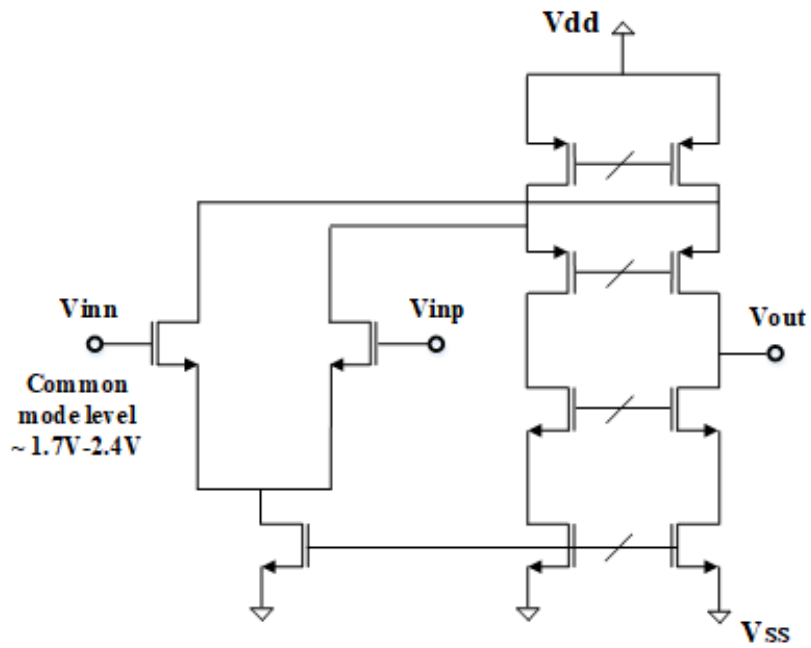 Vdd
Vinn
Vinp
Vout
Common
mode level
~ 1.7V-2.4V
Vss